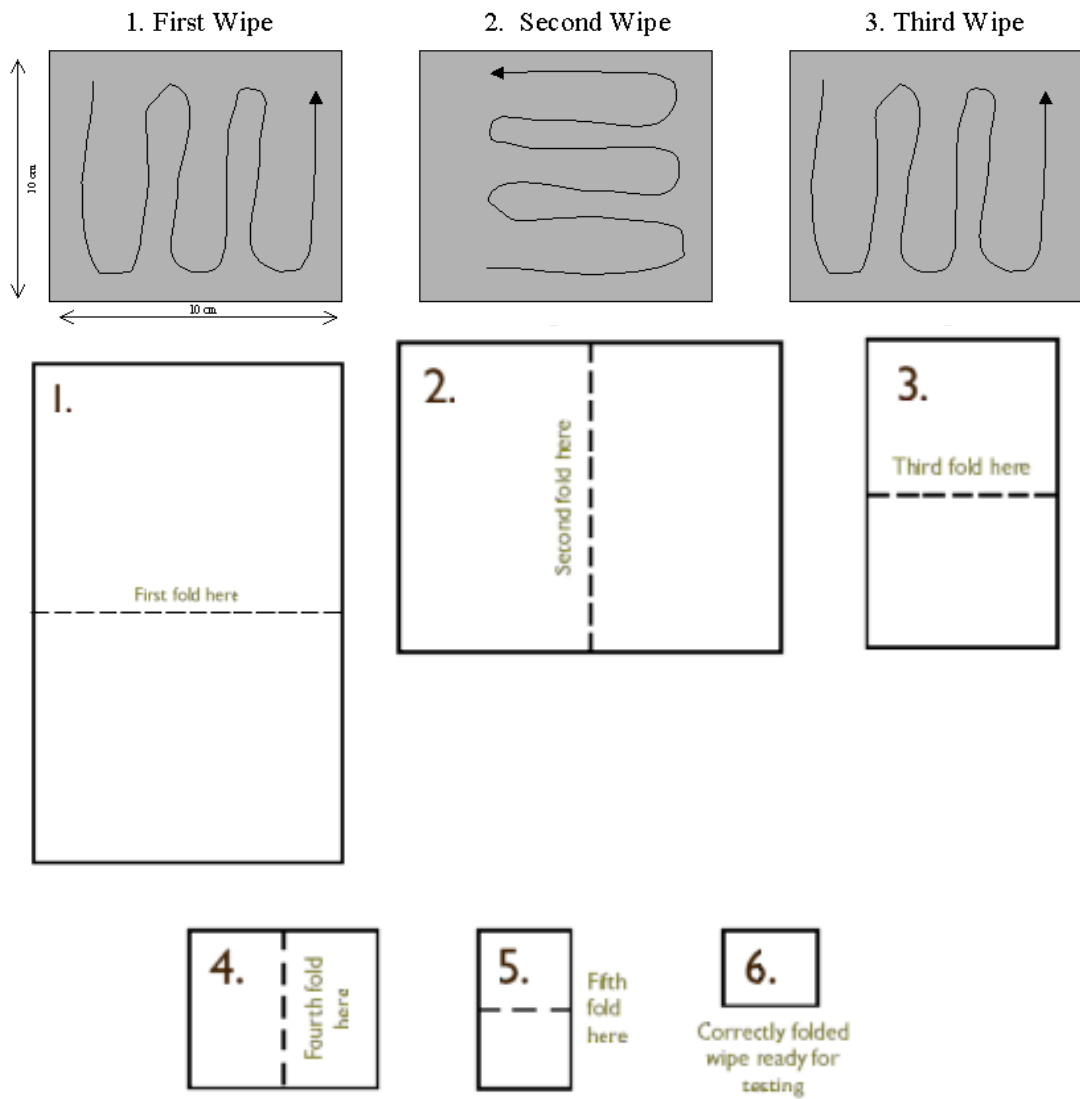 1. First Wipe
2. Second Wipe
3. Third Wipe
10 cm
10 cm
1.
First fold here
2.
Second fold here
3.
Third fold here
4.
Fourth fold
here
5.
Fifth
fold
here
6.
Correctly folded
wipe ready for
testing